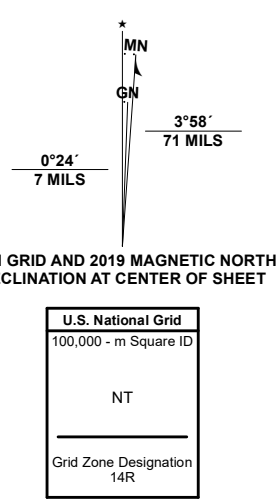 ★
MN
GN
3°58´
71 MILS
0°24´
7 MILS
GRID AND 2019 MAGNETIC NORTH
CLINATION AT CENTER OF SHEET
U.S. National Grid
100,000 - m Square ID
NT
Grid Zone Designation
14R